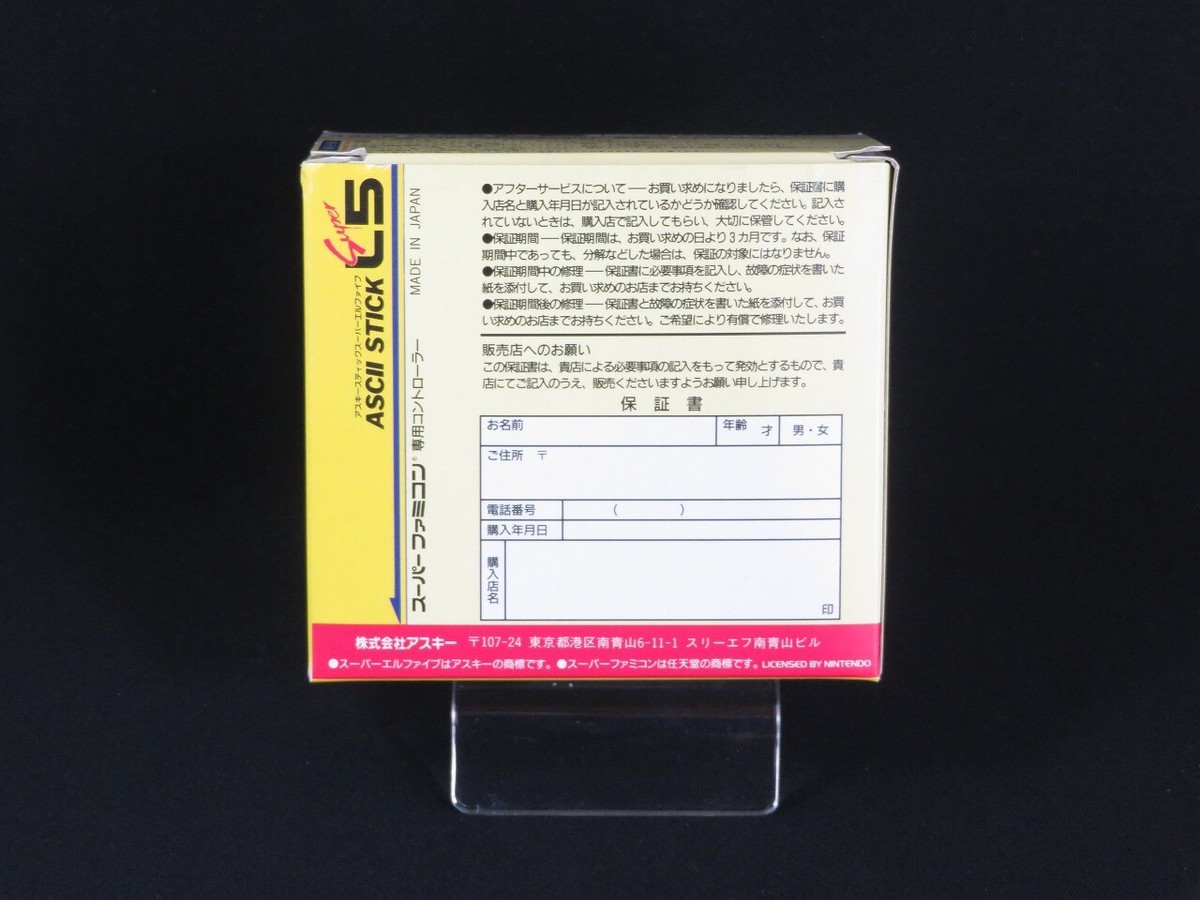 アスキースティックスーパーエルファイブ
ASCII STICK Super L5
スーパーファミコン® 専用コントローラー MADE IN JAPAN
●アフターサービスについて──お買い求めになりましたら、保証書に購
入店名と購入年月日が記入されているかどうか確認してください。記入さ
れていないときは、購入店で記入してもらい、大切に保管してください。
●保証期間──保証期間は、お買い求めの日より3カ月です。なお、保証
期間中であっても、分解などした場合は、保証の対象にはなりません。
●保証期間中の修理──保証書に必要事項を記入し、故障の症状を書いた
紙を添付して、お買い求めのお店までお持ちください。
●保証期間後の修理──保証書と故障の症状を書いた紙を添付して、お買
い求めのお店までお持ちください。ご希望により有償で修理いたします。
販売店へのお願い
この保証書は、貴店による必要事項の記入をもって発効とするもので、貴
店にてご記入のうえ、販売くださいますようお願い申し上げます。
保 証 書
お名前 年齢 才 男・女
ご住所 〒
電話番号 ( )
購入年月日
購入店名 印
株式会社アスキー 〒107-24 東京都港区南青山6-11-1 スリーエフ南青山ビル
●スーパーエルファイブはアスキーの商標です。●スーパーファミコンは任天堂の商標です。LICENSED BY NINTENDO